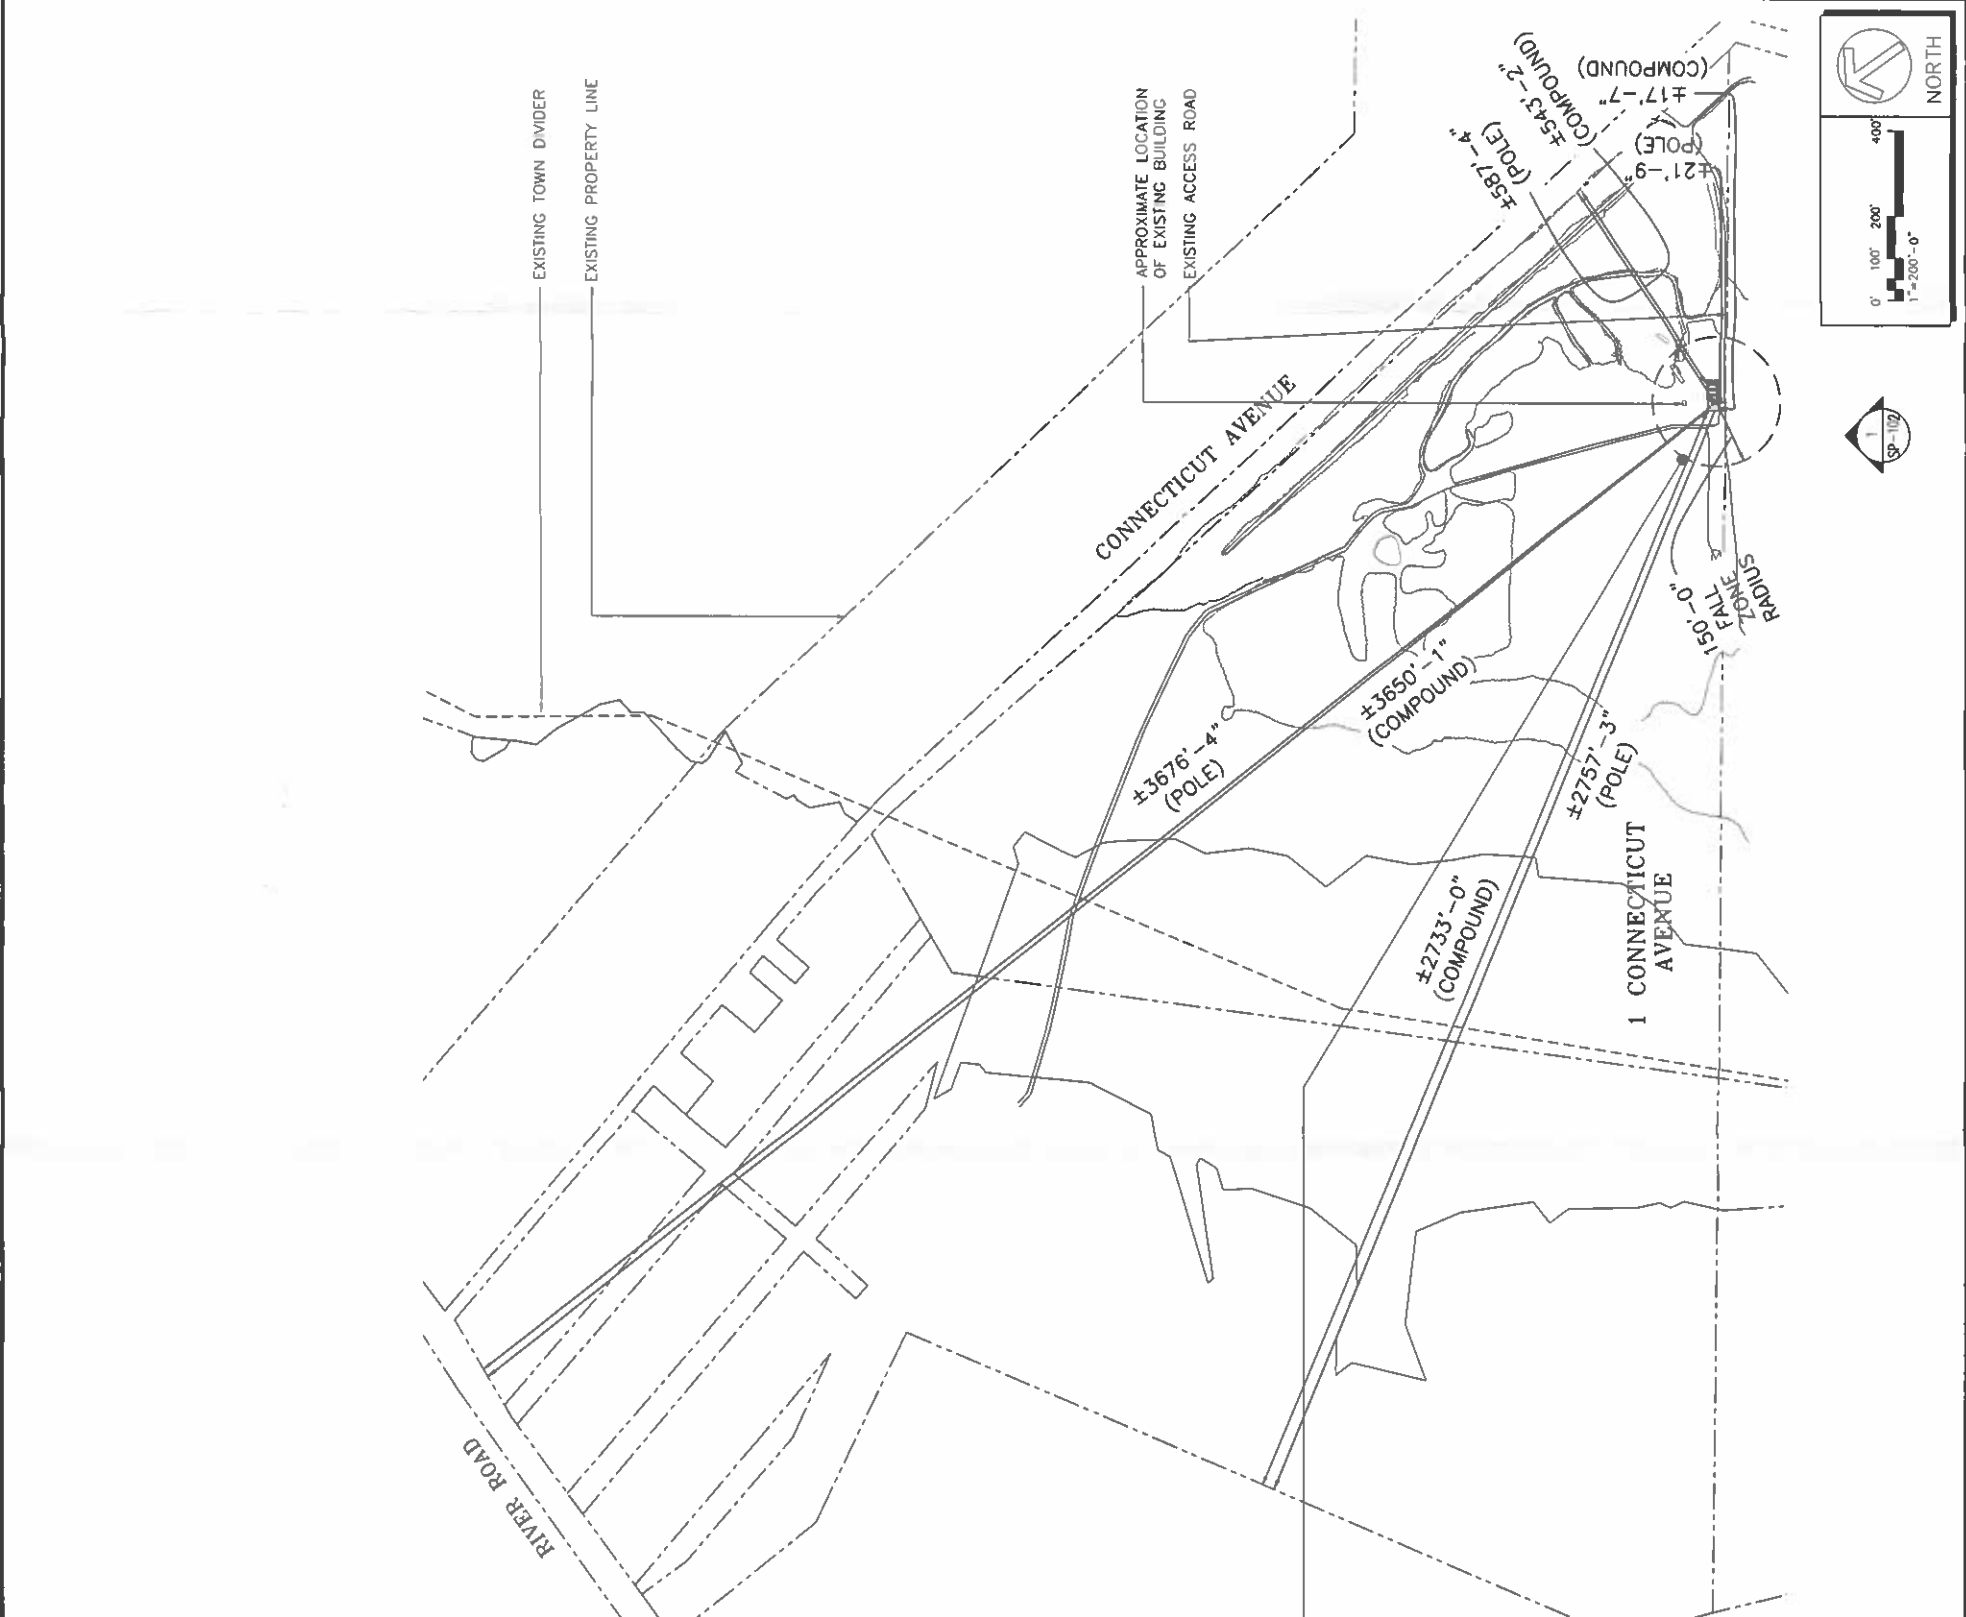 EXISTING TOWN DIVIDER
EXISTING PROPERTY LINE
APPROXIMATE LOCATION
OF EXISTING BUILDING
EXISTING ACCESS ROAD
±587'-4"
(POLE)
±543'-2"
(COMPOUND)
±17'-7"
(COMPOUND)
±21'-9"
(POLE)
NORTH
0' 100' 200' 400'
1"=200'-0"
1
SP-102
CONNECTICUT AVENUE
150'-0"
FALL
ZONE
RADIUS
±3650'-1"
(COMPOUND)
±3676'-4"
(POLE)
±2757'-3"
(POLE)
±2733'-0"
(COMPOUND)
1 CONNECTICUT
AVENUE
RIVER ROAD